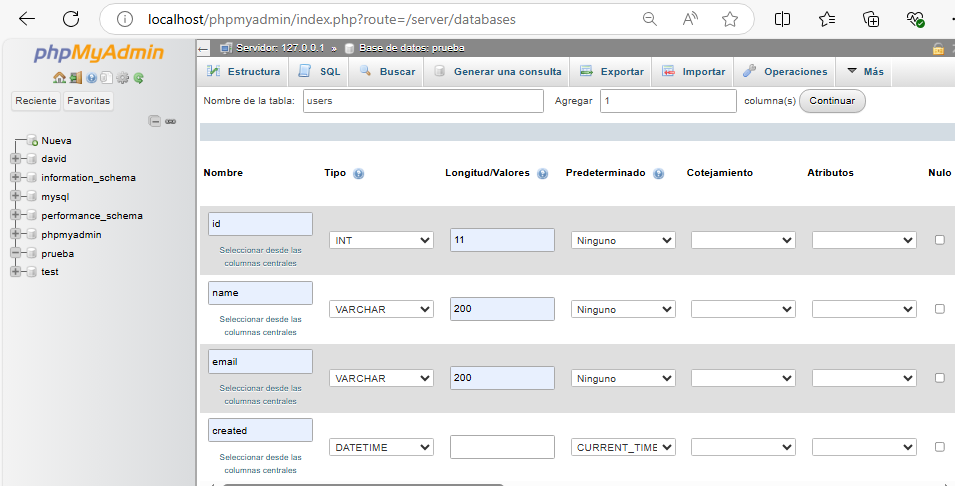 localhost/phpmyadmin/index.php?route=/server/databases
phpMyAdmin
Servidor: 127.0.0.1 » Base de datos: prueba
Estructura SQL Buscar Generar una consulta Exportar Importar Operaciones Más
Reciente Favoritas
Nombre de la tabla: users Agregar 1 columna(s) Continuar
Nueva
david
information_schema
mysql
performance_schema
phpmyadmin
prueba
test
Nombre Tipo Longitud/Valores Predeterminado Cotejamiento Atributos Nulo
id
Seleccionar desde las
columnas centrales
INT 11 Ninguno
name
Seleccionar desde las
columnas centrales
VARCHAR 200 Ninguno
email
Seleccionar desde las
columnas centrales
VARCHAR 200 Ninguno
created
Seleccionar desde las
columnas centrales
DATETIME CURRENT_TIME